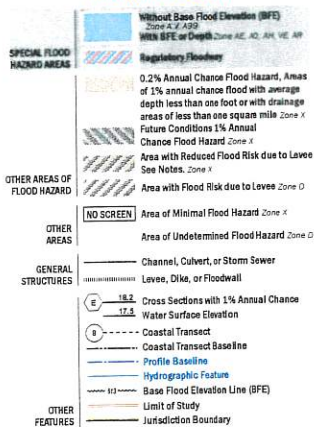 Without Base Flood Elevation (BFE)
Zone A, V, A99
With BFE or Depth Zone AE, AO, AH, VE, AR
SPECIAL FLOOD
HAZARD AREAS
Regulatory Floodway
0.2% Annual Chance Flood Hazard, Areas
of 1% annual chance flood with average
depth less than one foot or with drainage
areas of less than one square mile Zone X
Future Conditions 1% Annual
Chance Flood Hazard Zone X
Area with Reduced Flood Risk due to Levee
See Notes. Zone X
OTHER AREAS OF
FLOOD HAZARD
Area with Flood Risk due to Levee Zone D
NO SCREEN Area of Minimal Flood Hazard Zone X
OTHER
AREAS
Area of Undetermined Flood Hazard Zone D
GENERAL
STRUCTURES
Channel, Culvert, or Storm Sewer
Levee, Dike, or Floodwall
E 18.2 Cross Sections with 1% Annual Chance
17.5 Water Surface Elevation
8 Coastal Transect
Coastal Transect Baseline
Profile Baseline
Hydrographic Feature
513 Base Flood Elevation Line (BFE)
OTHER
FEATURES
Limit of Study
Jurisdiction Boundary